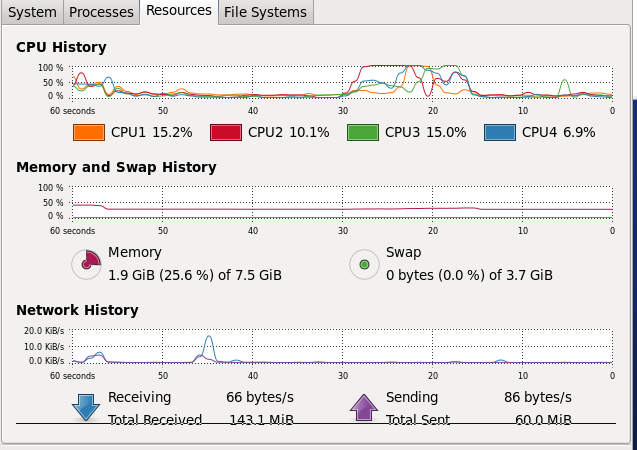 System Processes Resources File Systems
CPU History
100 %
50 %
0 %
60 seconds 50 40 30 20 10 0
CPU1 15.2% CPU2 10.1% CPU3 15.0% CPU4 6.9%
Memory and Swap History
100 %
50 %
0 %
60 seconds 50 40 30 20 10 0
Memory Swap
1.9 GiB (25.6 %) of 7.5 GiB 0 bytes (0.0 %) of 3.7 GiB
Network History
20.0 KiB/s
10.0 KiB/s
0.0 KiB/s
60 seconds 50 40 30 20 10 0
Receiving 66 bytes/s Sending 86 bytes/s
Total Received 143.1 MiB Total Sent 60.0 MiB